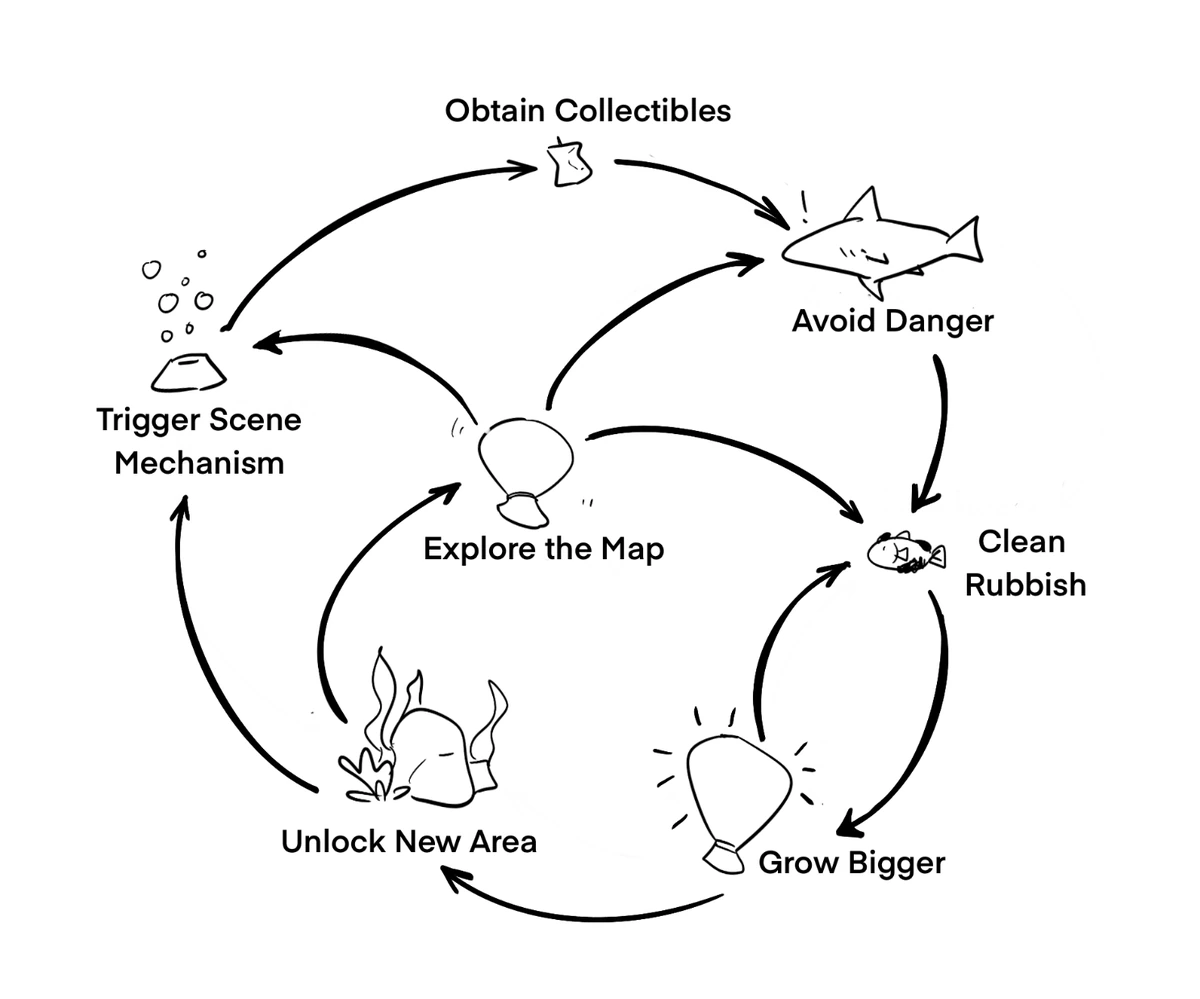 Obtain Collectibles
Avoid Danger
Trigger Scene
Mechanism
Explore the Map
Clean
Rubbish
Unlock New Area
Grow Bigger